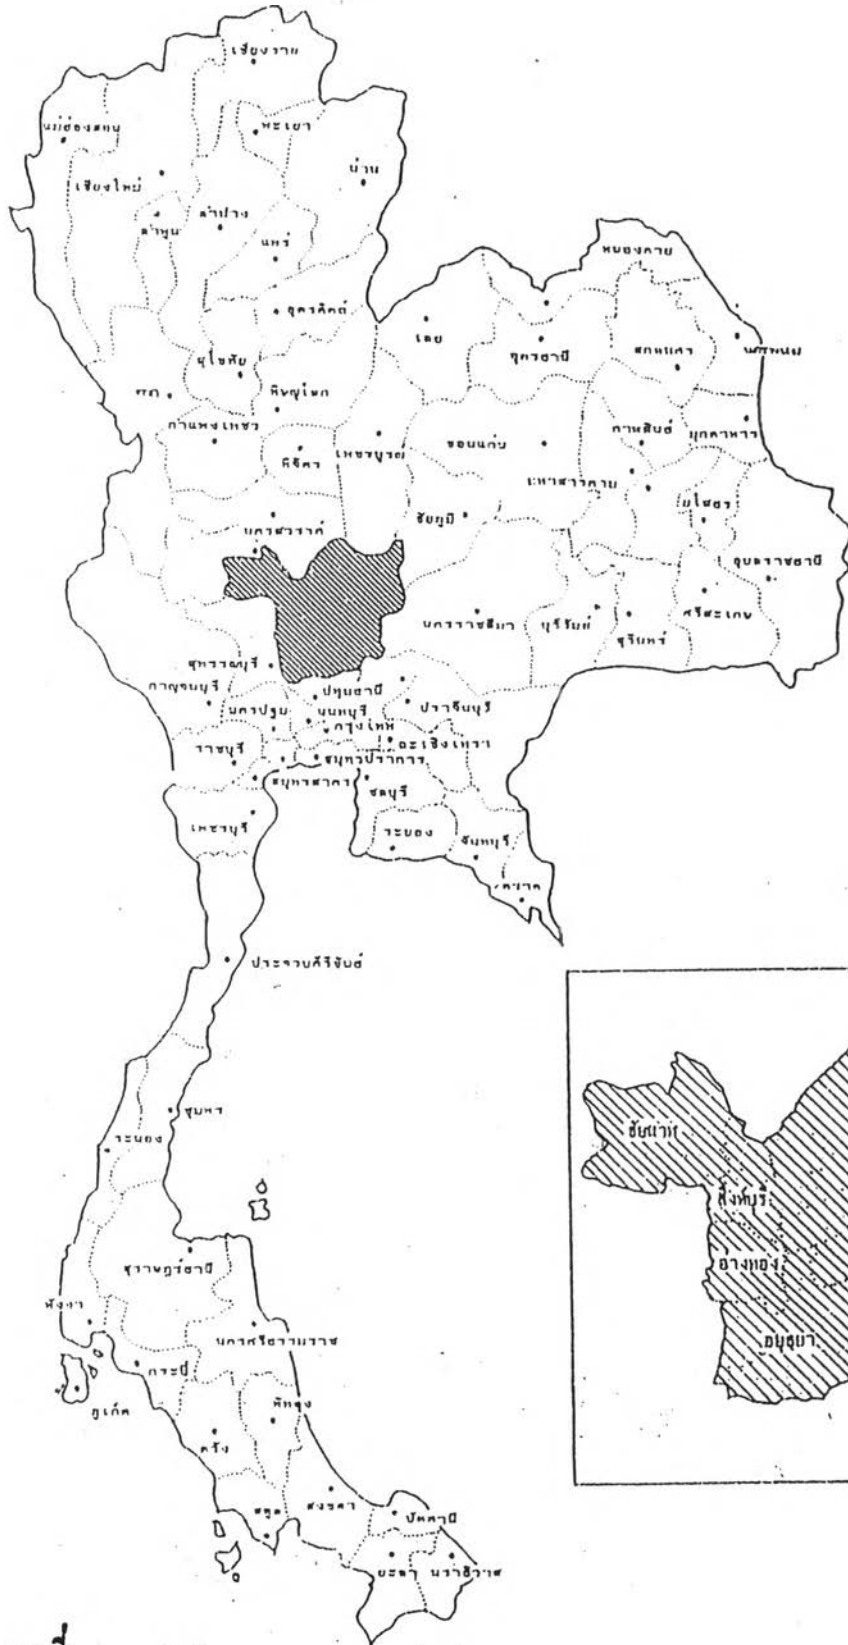 เชียงราย
แม่ฮ่องสอน
พะเยา
เชียงใหม่
น่าน
ลำปาง
ลำพูน
แพร่
หนองคาย
อุตรดิตถ์
เลย
อุดรธานี
สกลนคร
นครพนม
สุโขทัย
ตาก
พิษณุโลก
กำแพงเพชร
พิจิตร
เพชรบูรณ์
ขอนแก่น
กาฬสินธุ์
มุกดาหาร
มหาสารคาม
ยโสธร
ชัยภูมิ
นครสวรรค์
อุบลราชธานี
นครราชสีมา
บุรีรัมย์
สุรินทร์
ศรีสะเกษ
สุพรรณบุรี
กาญจนบุรี
ปทุมธานี
นครปฐม
นนทบุรี
ปราจีนบุรี
กรุงเทพ
ฉะเชิงเทรา
ราชบุรี
สมุทรปราการ
สมุทรสาคร
ชลบุรี
เพชรบุรี
ระยอง
จันทบุรี
ตราด
ประจวบคีรีขันธ์
ชุมพร
ระนอง
ชัยนาท
สิงห์บุรี
อ่างทอง
อยุธยา
สุราษฎร์ธานี
พังงา
นครศรีธรรมราช
กระบี่
ภูเก็ต
พัทลุง
ตรัง
สตูล
สงขลา
ปัตตานี
ยะลา
นราธิวาส